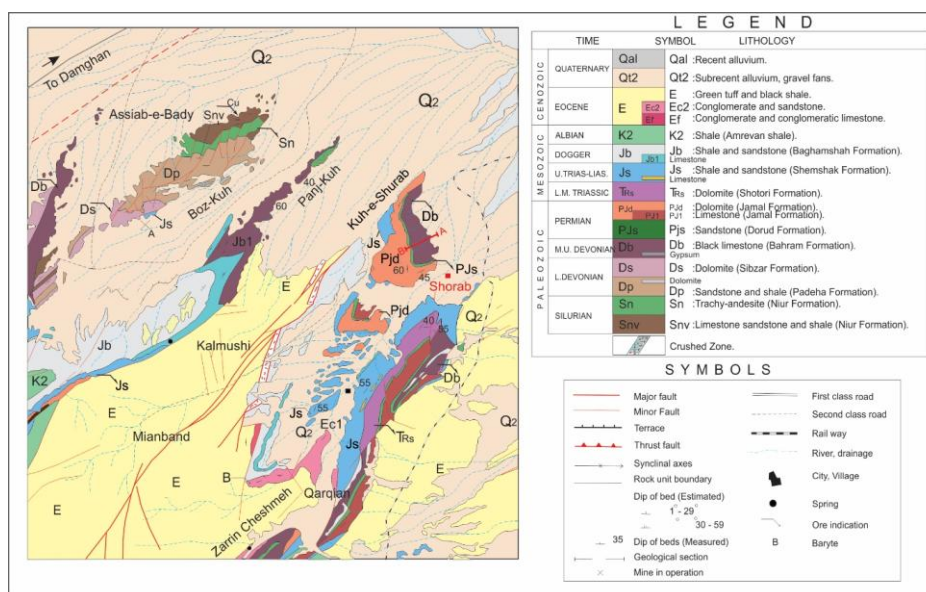 To Damghan
Q2
Q2
Assiab-e-Bady
Cu
Snv
Sn
Db
Dp
Ds
Js
A
Boz-Kuh
Panj-Kuh
40
60
Jb1
Kuh-e-Shurab
Db
A
B
Js
Pjd
60
45
PJs
Shorab
E
Pjd
Q2
40
85
Jb
Kalmushi
K2
Js
Db
E
55
55
Js
Q2
Ec1
Js
TRs
Q2
E
Mianband
E
B
E
E
Qarqian
Zarrin Cheshmeh
LEGEND
TIME SYMBOL LITHOLOGY
CENOZOIC
QUATERNARY
Qal Qal :Recent alluvium.
Qt2 Qt2 :Subrecent alluvium, gravel fans.
EOCENE
E E :Green tuff and black shale.
Ec2 Ec2 :Conglomerate and sandstone.
Ef Ef :Conglomerate and conglomeratic limestone.
MESOZOIC
ALBIAN K2 K2 :Shale (Amrevan shale).
DOGGER Jb Jb :Shale and sandstone (Baghamshah Formation).
Jb1 Limestone
U.TRIAS-LIAS. Js Js :Shale and sandstone (Shemshak Formation).
Limestone
L.M. TRIASSIC TRs TRs :Dolomite (Shotori Formation).
PALEOZOIC
PERMIAN
PJd PJd :Dolomite (Jamal Formation).
PJ1 PJ1 :Limestone (Jamal Formation).
PJs Pjs :Sandstone (Dorud Formation).
M.U. DEVONIAN Db Db :Black limestone (Bahram Formation).
Gypsum
L.DEVONIAN
Ds Ds :Dolomite (Sibzar Formation).
Dolomite
Dp Dp :Sandstone and shale (Padeha Formation).
SILURIAN
Sn Sn :Trachy-andesite (Niur Formation).
Snv Snv :Limestone sandstone and shale (Niur Formation).
Crushed Zone.
SYMBOLS
Major fault
Minor Fault
Terrace
Thrust fault
Synclinal axes
Rock unit boundary
Dip of bed (Estimated)
1 - 29
30 - 59
35 Dip of beds (Measured)
Geological section
Mine in operation
First class road
Second class road
Rail way
River, drainage
City, Village
Spring
Ore indication
B Baryte